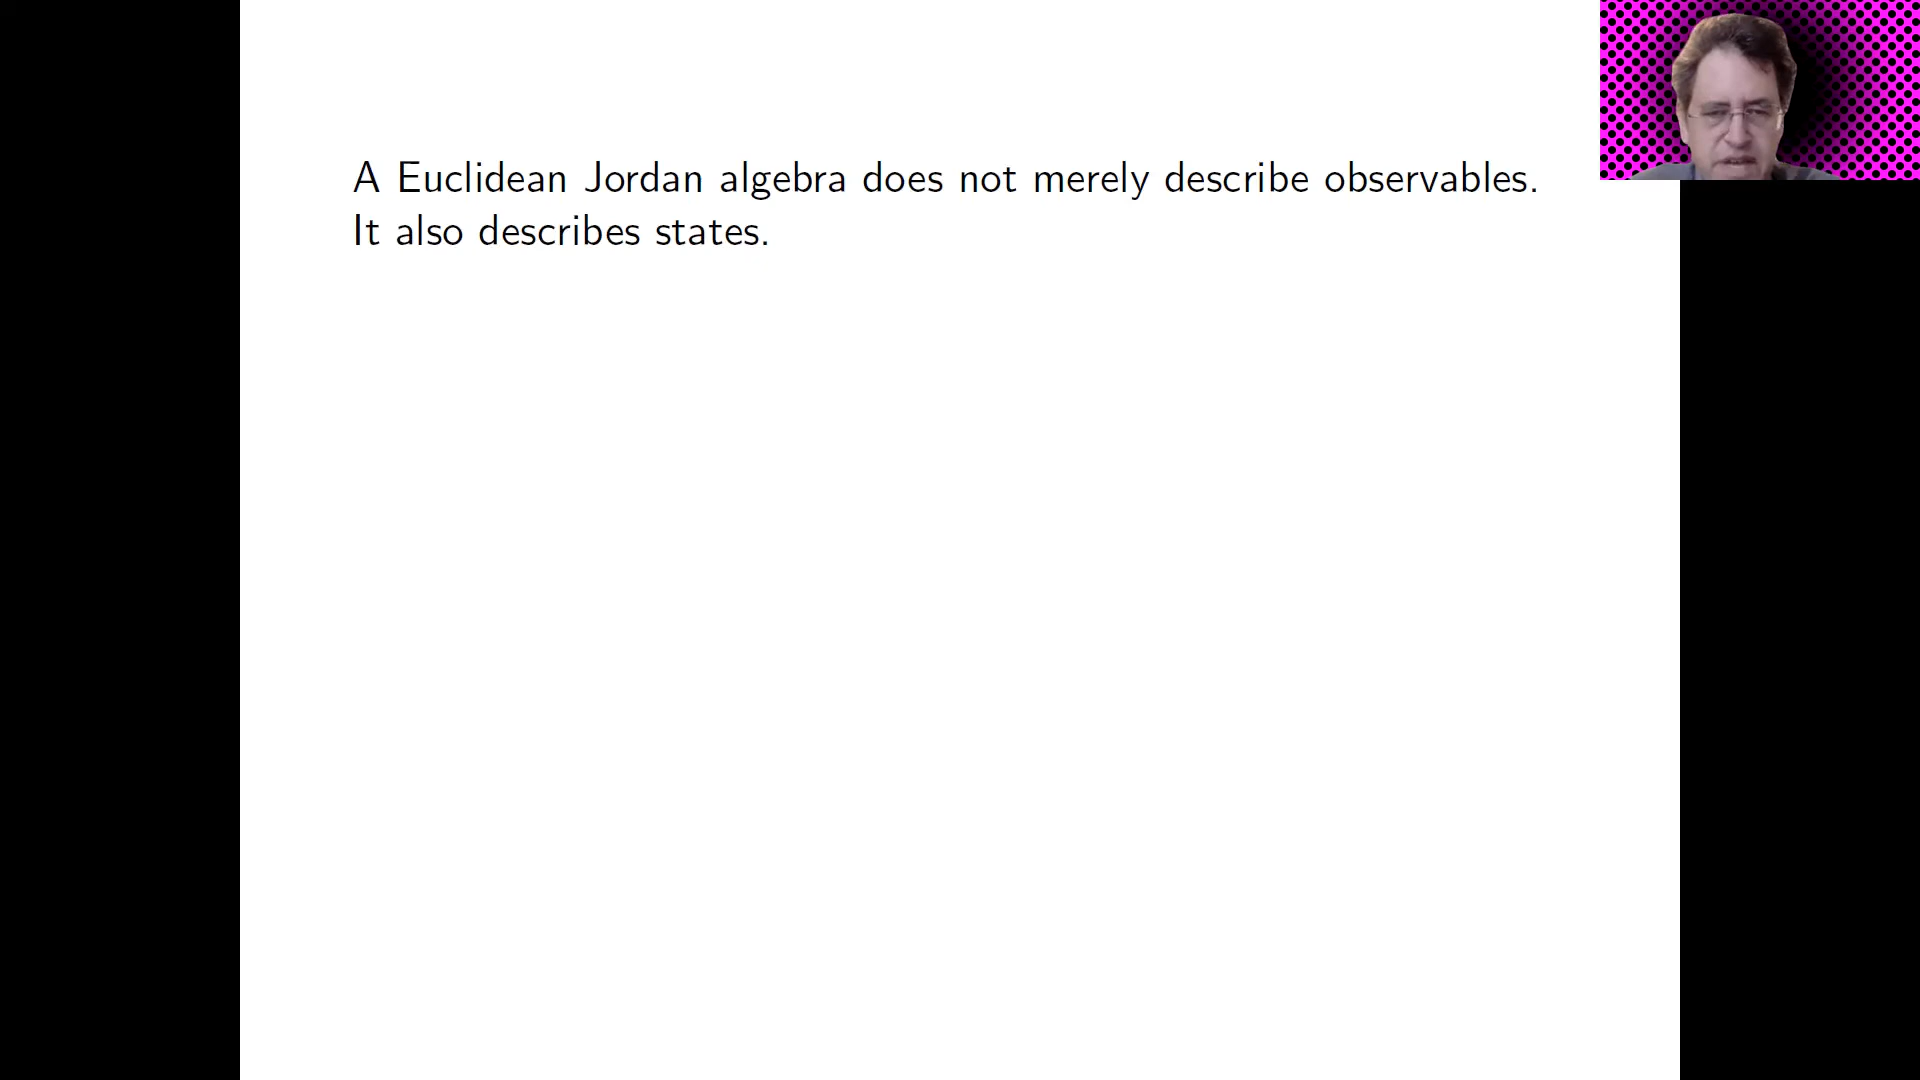 A Euclidean Jordan algebra does not merely describe observables.
It also describes states.